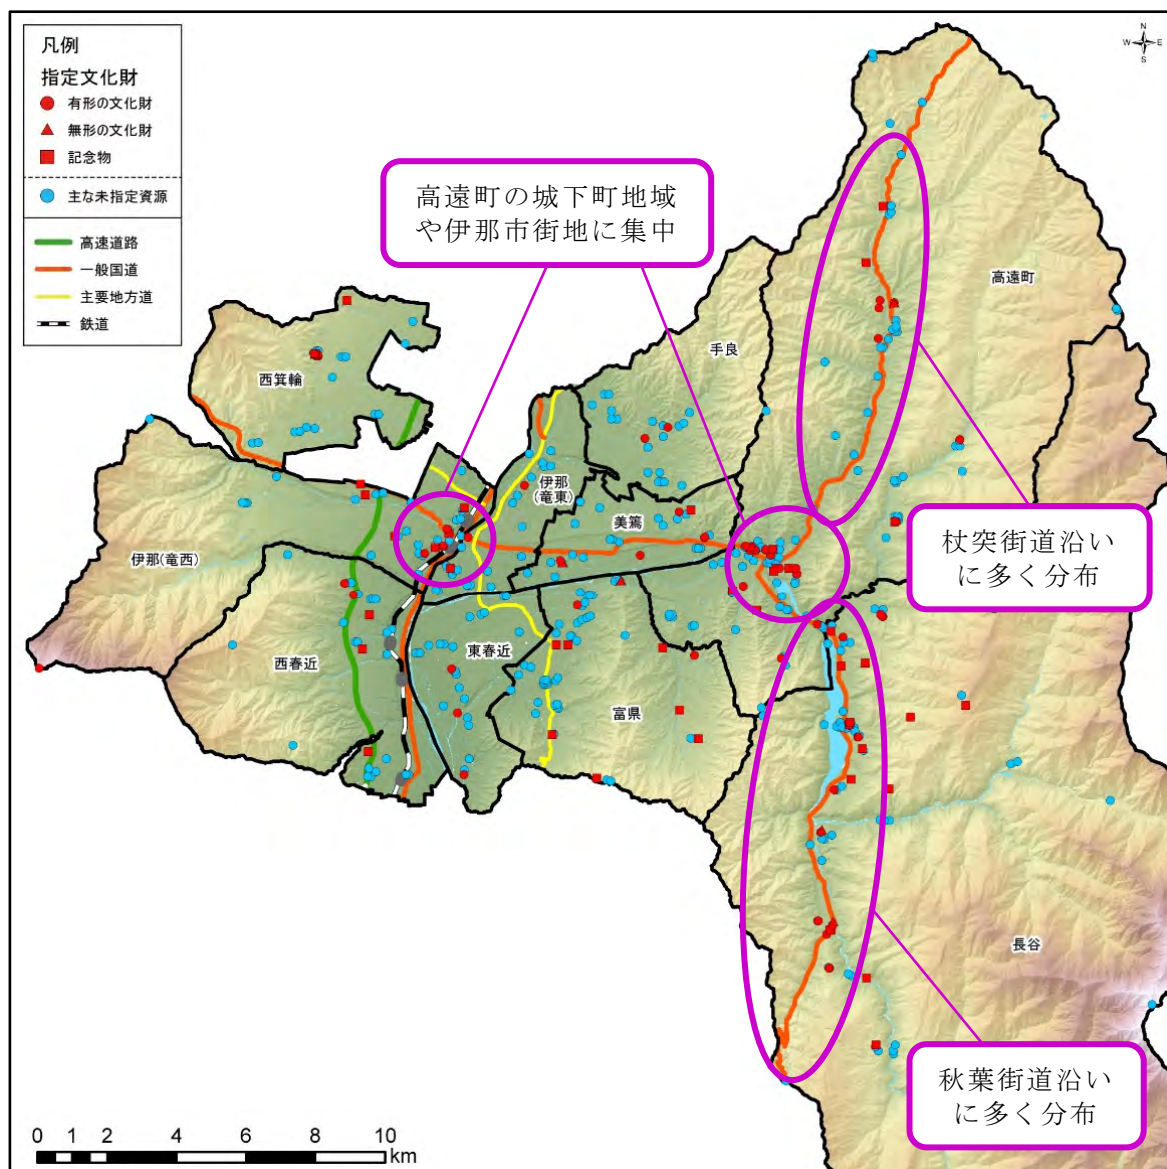 凡例
指定文化財
有形の文化財
無形の文化財
記念物
主な未指定資源
高速道路
一般国道
主要地方道
鉄道
N
W
E
S
高遠町の城下町地域
や伊那市街地に集中
高遠町
手良
西箕輪
伊那
(竜東)
美篶
伊那(竜西)
杖突街道沿い
に多く分布
西春近
東春近
富県
長谷
秋葉街道沿い
に多く分布
0 1 2 4 6 8 10
km